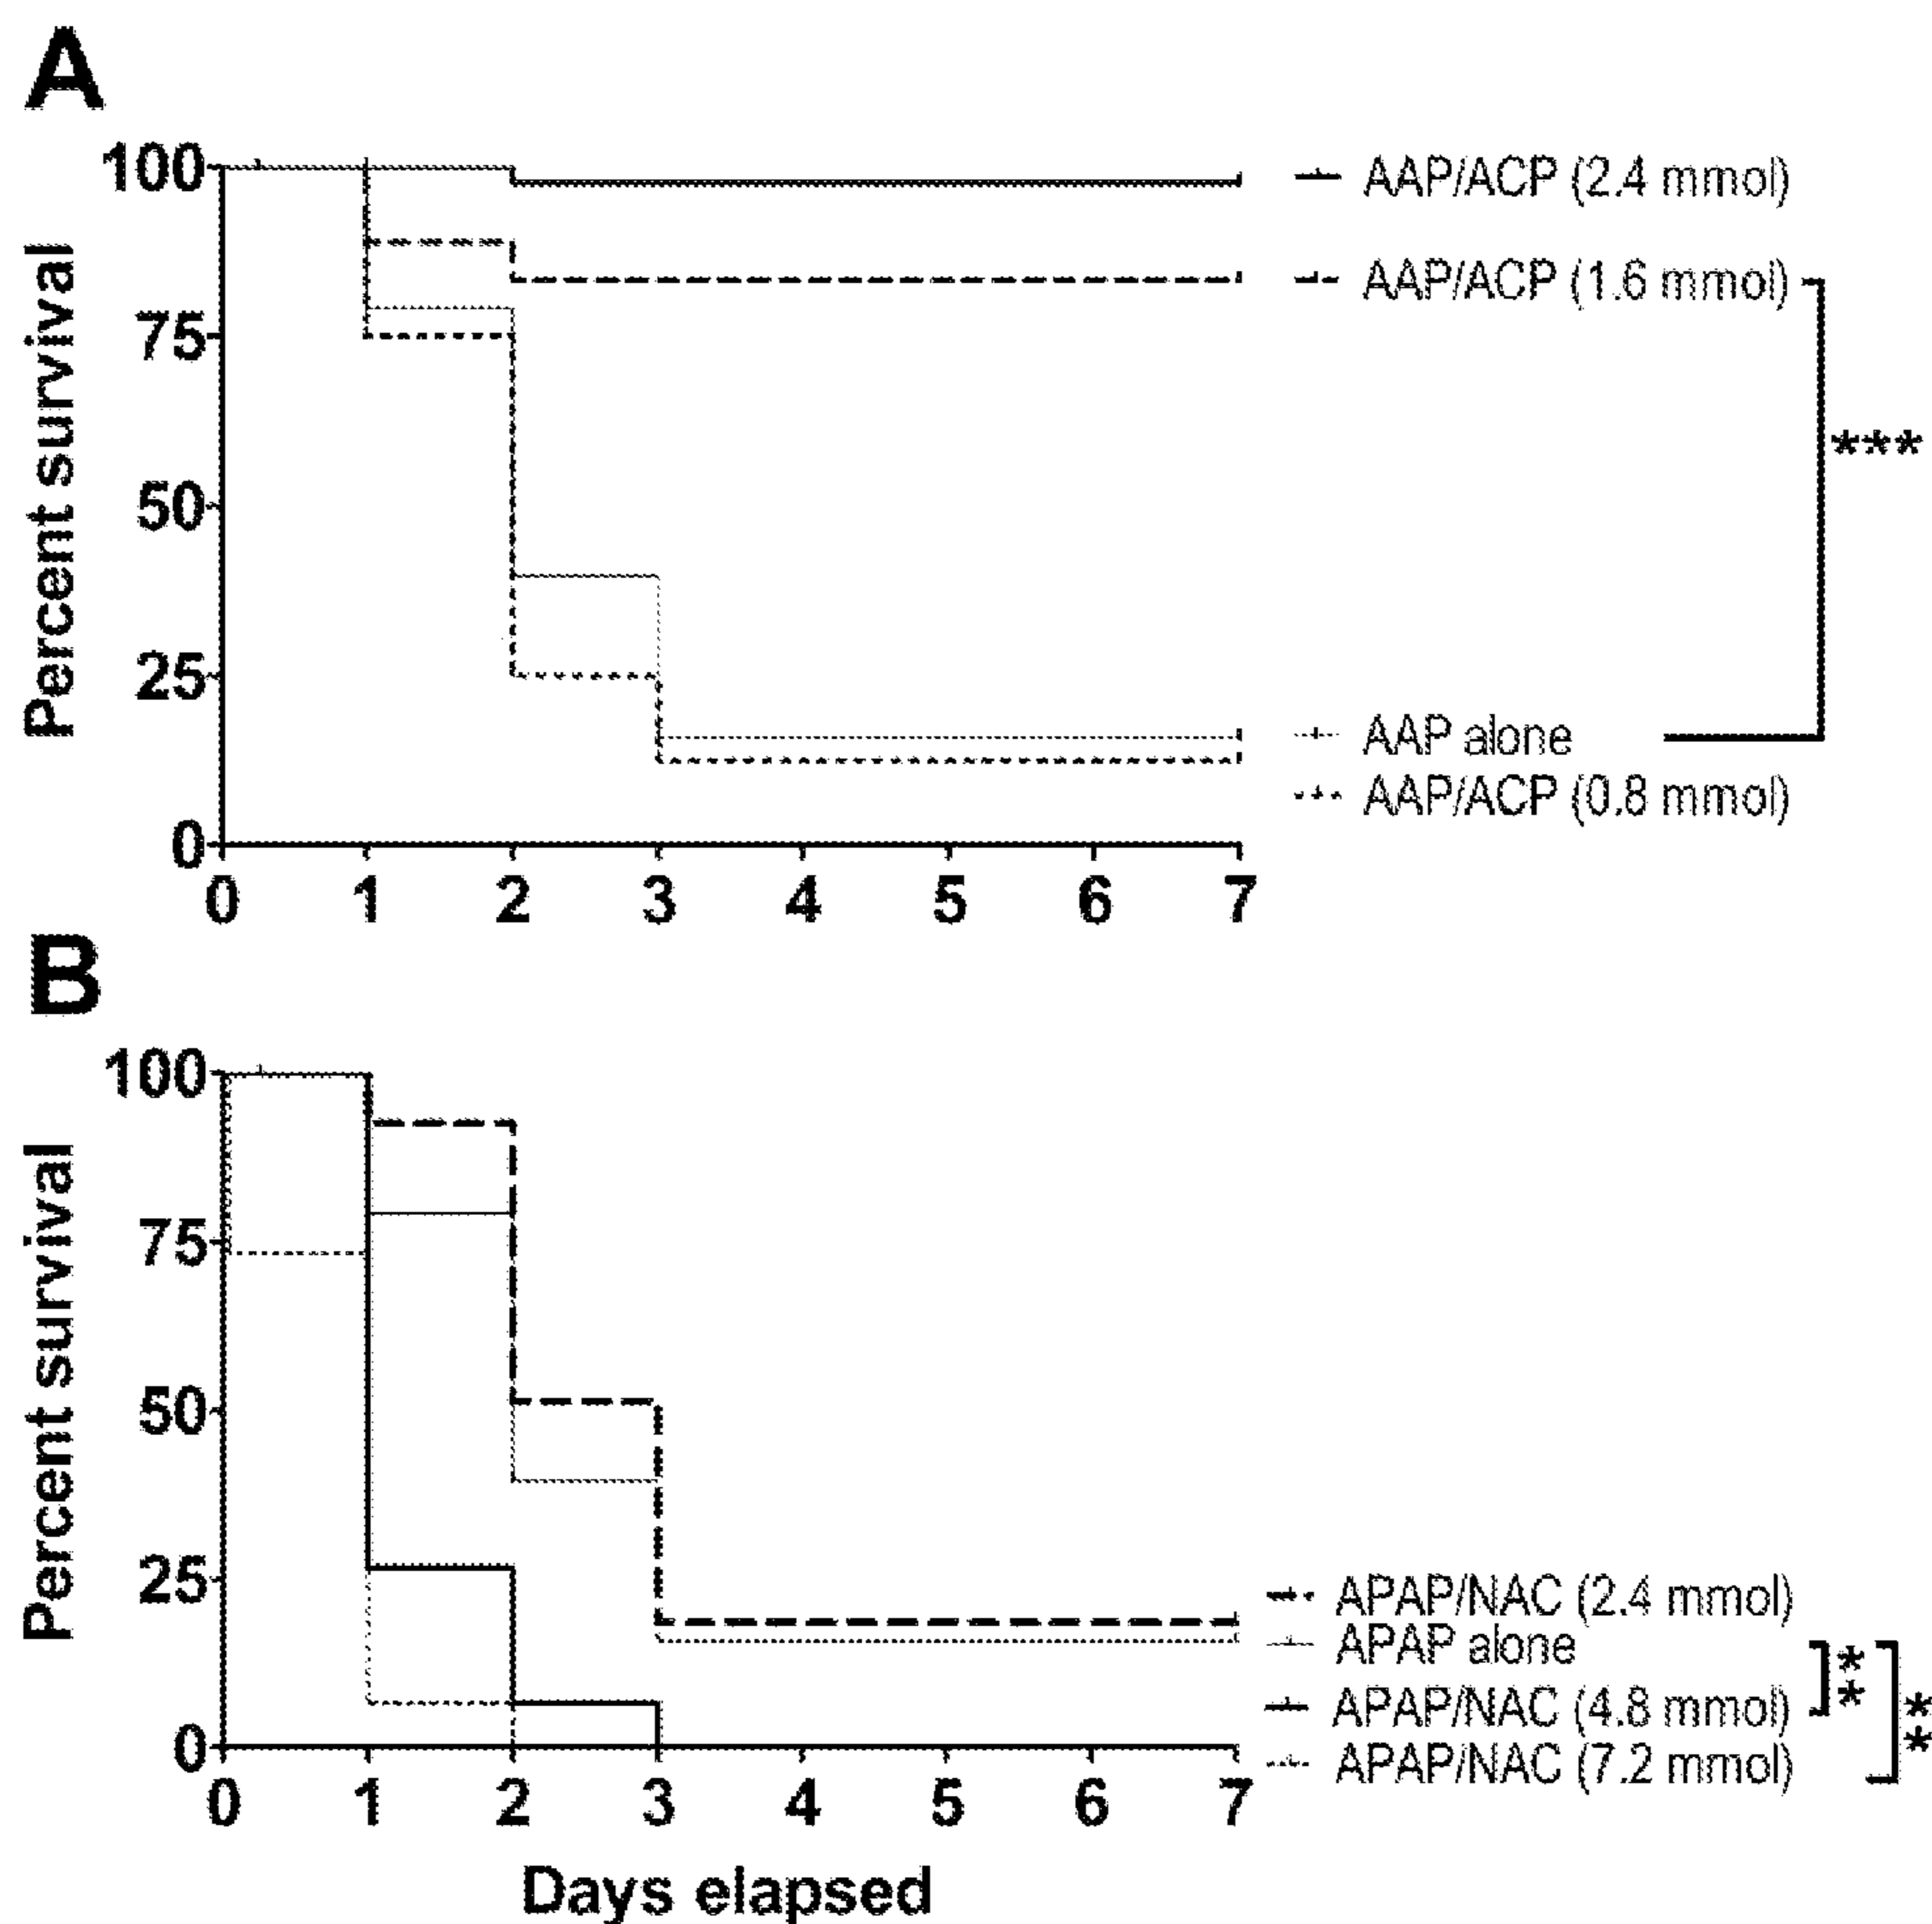 A
Percent survival
100
75
50
25
0
0 1 2 3 4 5 6 7
AAP/ACP (2.4 mmol)
AAP/ACP (1.6 mmol)
***
AAP alone
AAP/ACP (0.8 mmol)
B
Percent survival
100
75
50
25
0
0 1 2 3 4 5 6 7
Days elapsed
APAP/NAC (2.4 mmol)
APAP alone
APAP/NAC (4.8 mmol)
APAP/NAC (7.2 mmol)
**
**